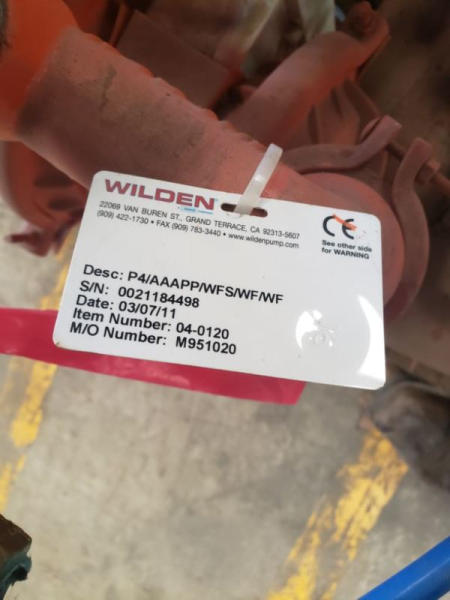 WILDEN
22069 VAN BUREN ST., GRAND TERRACE, CA 92313-5607
(909) 422-1730 • FAX (909) 783-3440 • www.wildenpump.com
CE
See other side
for WARNING
Desc: P4/AAAPP/WFS/WF/WF
S/N: 0021184498
Date: 03/07/11
Item Number: 04-0120
M/O Number: M951020